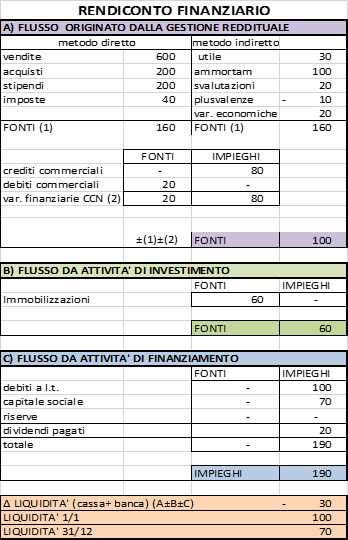 RENDICONTO FINANZIARIO
A) FLUSSO ORIGINATO DALLA GESTIONE REDDITUALE
metodo diretto metodo indiretto
vendite 600 utile 30
acquisti 200 ammortam 100
stipendi 200 svalutazioni 20
imposte 40 plusvalenze - 10
var. economiche 20
FONTI (1) 160 FONTI (1) 160
FONTI IMPIEGHI
crediti commerciali - 80
debiti commerciali 20 -
var. finanziarie CCN (2) 20 80
±(1)±(2) FONTI 100
B) FLUSSO DA ATTIVITA' DI INVESTIMENTO
FONTI IMPIEGHI
Immobilizzazioni 60 -
FONTI 60
C) FLUSSO DA ATTIVITA' DI FINANZIAMENTO
FONTI IMPIEGHI
debiti a l.t. - 100
capitale sociale - 70
riserve - -
dividendi pagati 20
totale - 190
IMPIEGHI 190
Δ LIQUIDITA' (cassa+ banca) (A±B±C) - 30
LIQUIDITA' 1/1 100
LIQUIDITA' 31/12 70